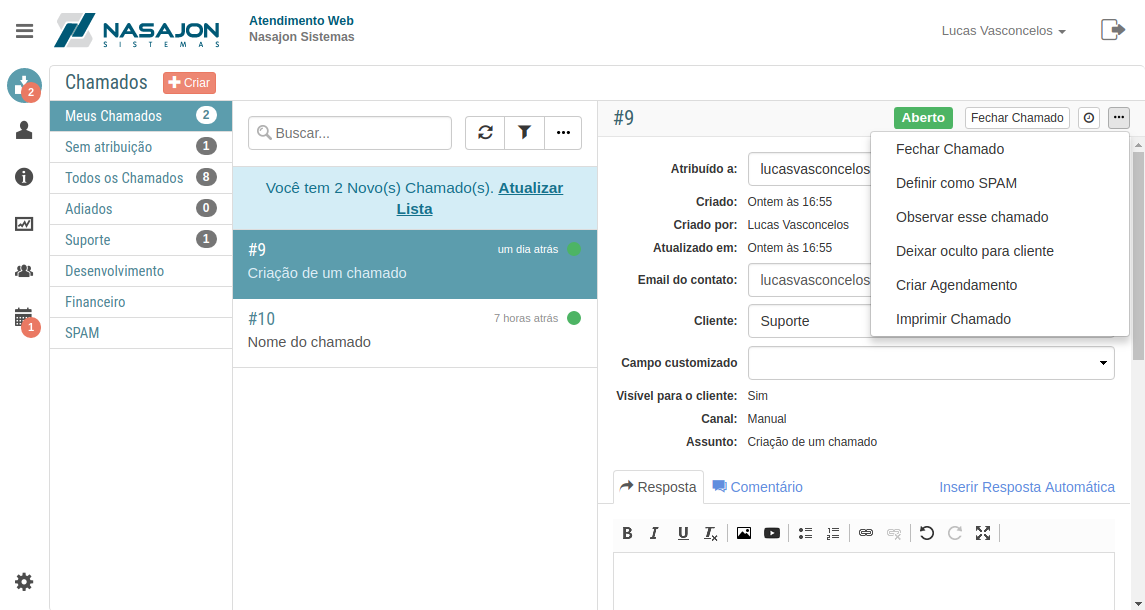 NASAJON
SISTEMAS
Atendimento Web
Nasajon Sistemas
Lucas Vasconcelos
2
1
Chamados
Criar
Meus Chamados 2
Sem atribuição 1
Todos os Chamados 8
Adiados 0
Suporte 1
Desenvolvimento
Financeiro
SPAM
Buscar...
Você tem 2 Novo(s) Chamado(s). Atualizar
Lista
#9 um dia atrás
Criação de um chamado
#10 7 horas atrás
Nome do chamado
#9
Aberto
Fechar Chamado
Fechar Chamado
Definir como SPAM
Observar esse chamado
Deixar oculto para cliente
Criar Agendamento
Imprimir Chamado
Atribuído a: lucasvasconcelos
Criado: Ontem às 16:55
Criado por: Lucas Vasconcelos
Atualizado em: Ontem às 16:55
Email do contato: lucasvasconcelos
Cliente: Suporte
Campo customizado
Visível para o cliente: Sim
Canal: Manual
Assunto: Criação de um chamado
Resposta Comentário Inserir Resposta Automática
B I U Tx